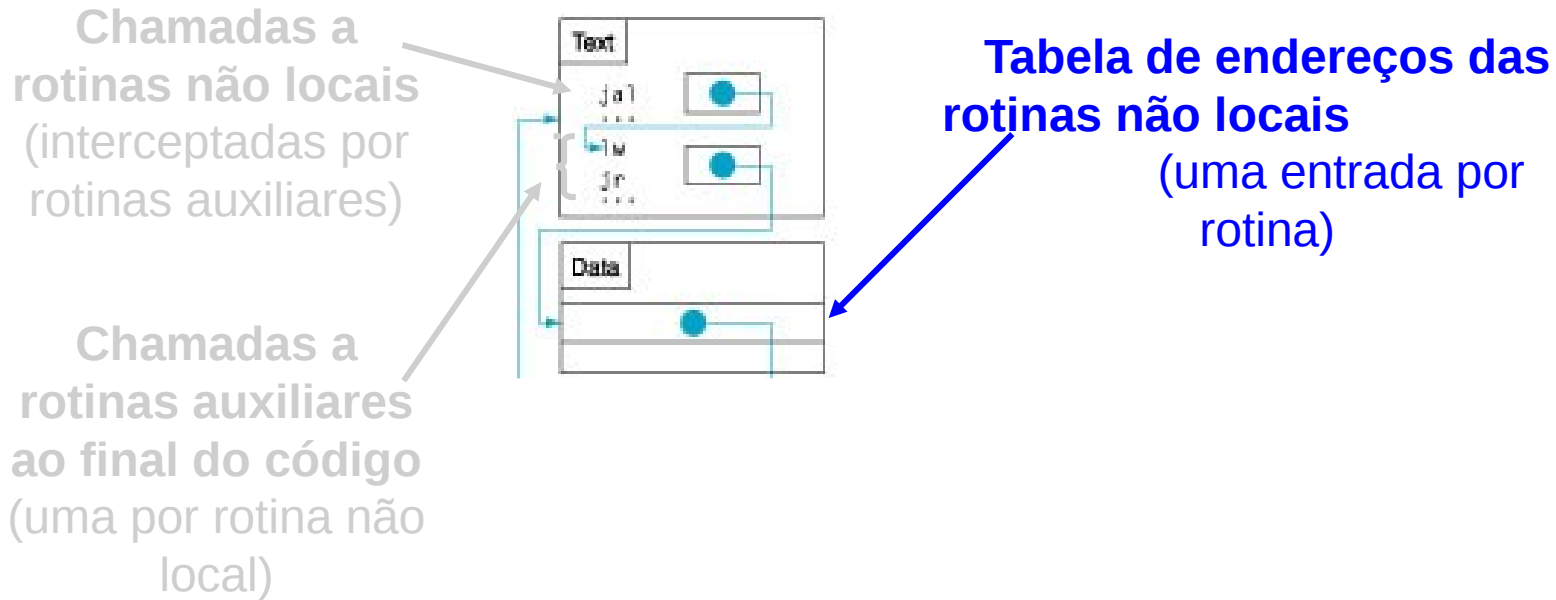 Chamadas a
rotinas não locais
(interceptadas por
rotinas auxiliares)
Chamadas a
rotinas auxiliares
ao final do código
(uma por rotina não
local)
Text
jal
...
lw
jr
...
Data
Tabela de endereços das
rotinas não locais
(uma entrada por
rotina)